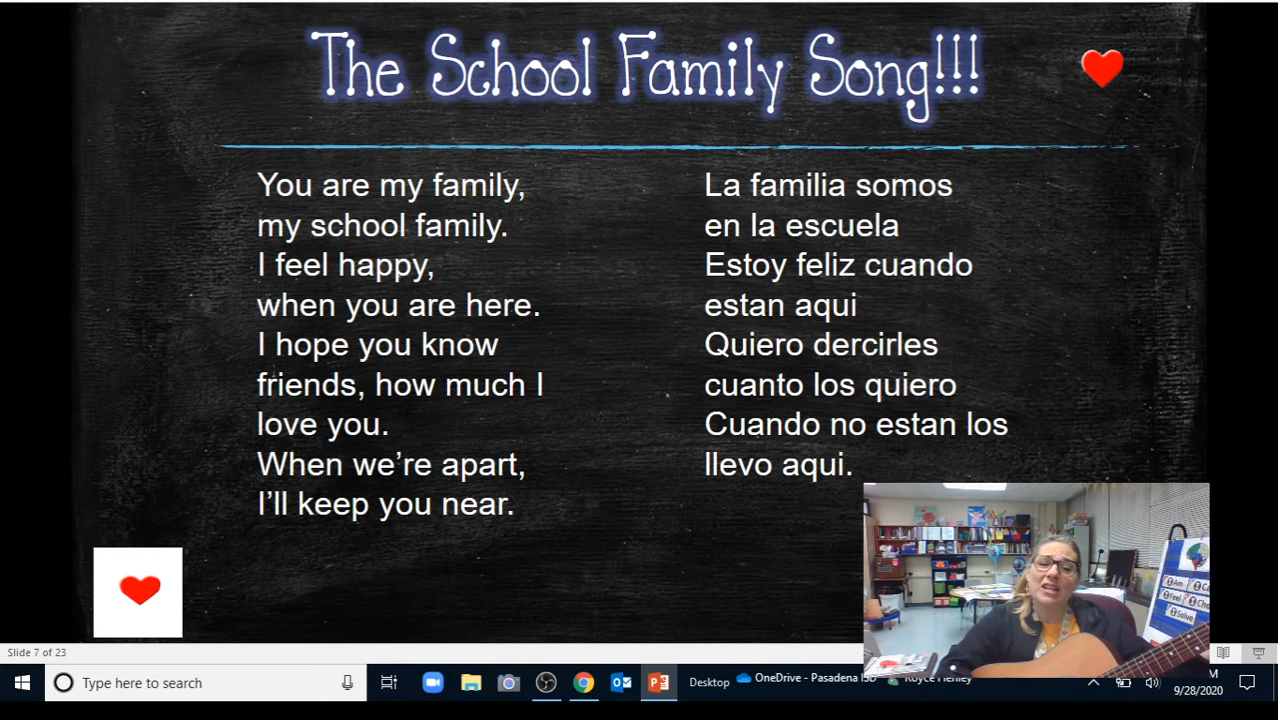 The School Family Song!!!
You are my family,
my school family.
I feel happy,
when you are here.
I hope you know
friends, how much I
love you.
When we’re apart,
I’ll keep you near.
La familia somos
en la escuela
Estoy feliz cuando
estan aqui
Quiero dercirles
cuanto los quiero
Cuando no estan los
llevo aqui.
I Am
I Feel
I Solve
Slide 7 of 23
Type here to search
Desktop
OneDrive - Pasadena ISD
Royce Henley
M
9/28/2020